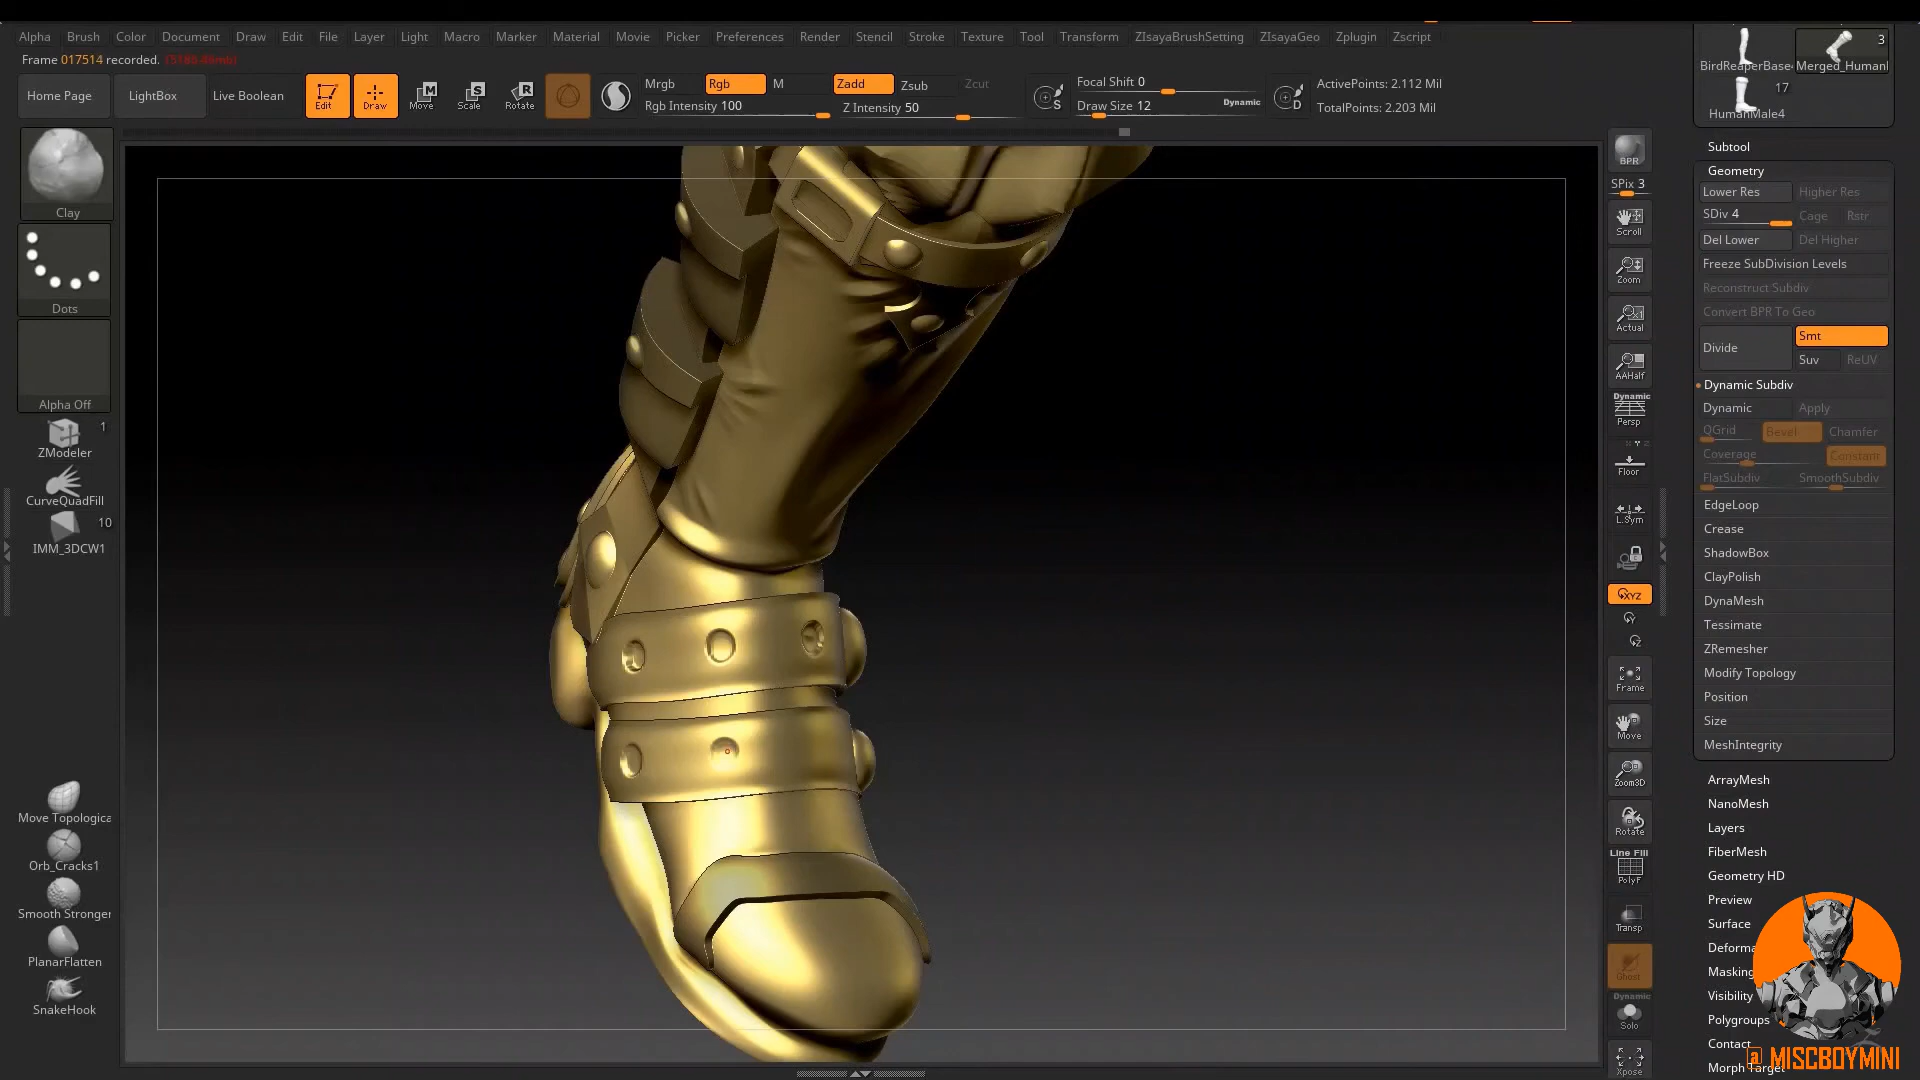 Alpha Brush Color Document Draw Edit File Layer Light Macro Marker Material Movie Picker Preferences Render Stencil Stroke Texture Tool Transform ZIsayaBrushSetting ZIsayaGeo Zplugin Zscript
Frame 017514 recorded.
Home Page LightBox Live Boolean Edit Draw Move Scale Rotate
Mrgb Rgb M Zadd Zsub Zcut
Rgb Intensity 100 Z Intensity 50
Focal Shift 0
Draw Size 12 Dynamic
ActivePoints: 2.112 Mil
TotalPoints: 2.203 Mil
Clay
Dots
Alpha Off
1
ZModeler
CurveQuadFill
10
IMM_3DCW1
Move Topologica
Orb_Cracks1
Smooth Stronger
PlanarFlatten
SnakeHook
BPR
SPix 3
Scroll
Zoom
Actual
AAHalf
Dynamic
Persp
Floor
L.Sym
XYZ
Frame
Move
Zoom3D
Rotate
Line Fill
PolyF
Transp
Ghost
Dynamic
Solo
Xpose
3
BirdReaperBase Merged_Human
17
HumanMale4
Subtool
Geometry
Lower Res Higher Res
SDiv 4 Cage Rstr
Del Lower Del Higher
Freeze SubDivision Levels
Reconstruct Subdiv
Convert BPR To Geo
Divide Smt
Suv ReUV
Dynamic Subdiv
Dynamic Apply
QGrid Bevel Chamfer
Coverage Constant
FlatSubdiv SmoothSubdiv
EdgeLoop
Crease
ShadowBox
ClayPolish
DynaMesh
Tessimate
ZRemesher
Modify Topology
Position
Size
MeshIntegrity
ArrayMesh
NanoMesh
Layers
FiberMesh
Geometry HD
Preview
Surface
Deforma
Masking
Visibility
Polygroups
Contact
Morph Target
@ MISCBOYMINI